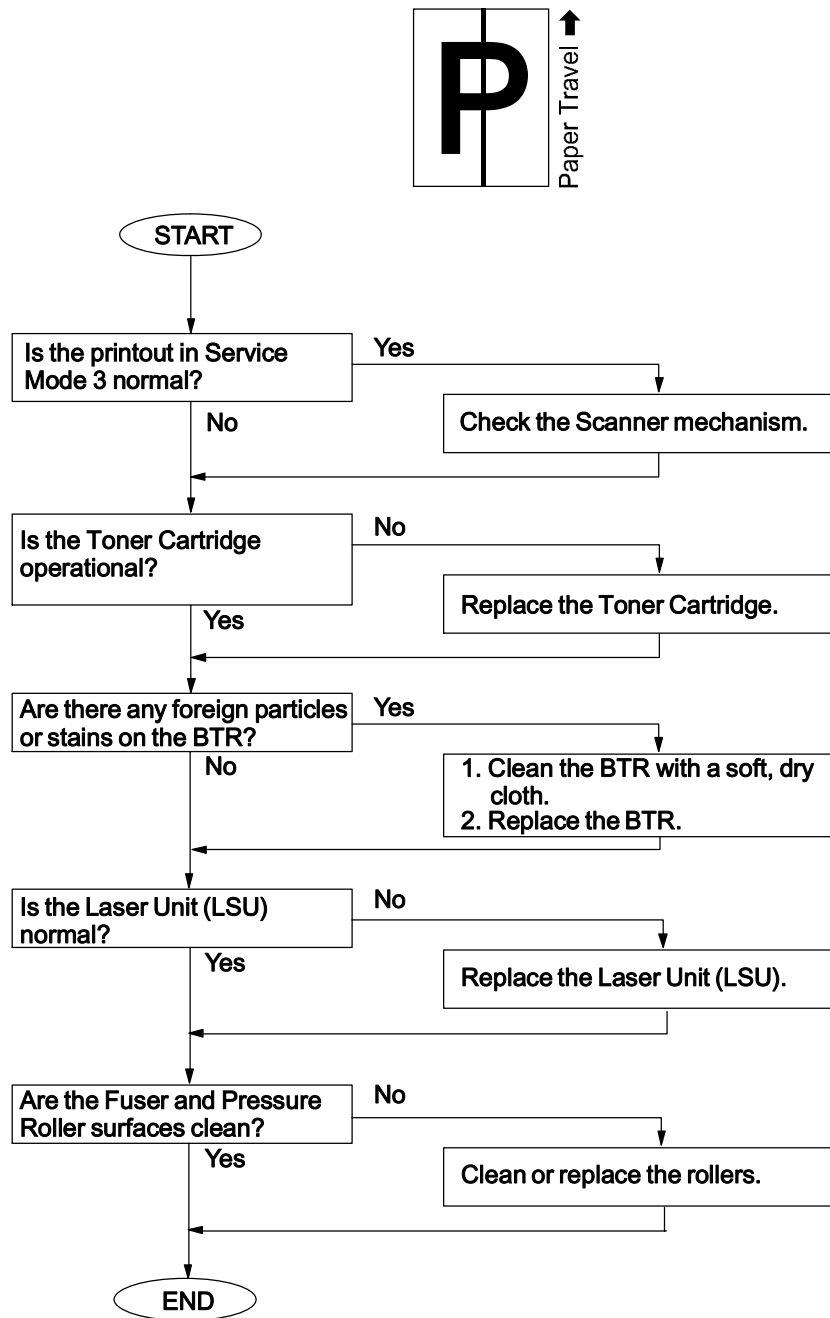 P
Paper Travel
START
Is the printout in Service
Mode 3 normal?
Yes
No
Check the Scanner mechanism.
Is the Toner Cartridge
operational?
No
Yes
Replace the Toner Cartridge.
Are there any foreign particles
or stains on the BTR?
Yes
No
1. Clean the BTR with a soft, dry
cloth.
2. Replace the BTR.
Is the Laser Unit (LSU)
normal?
No
Yes
Replace the Laser Unit (LSU).
Are the Fuser and Pressure
Roller surfaces clean?
No
Yes
Clean or replace the rollers.
END